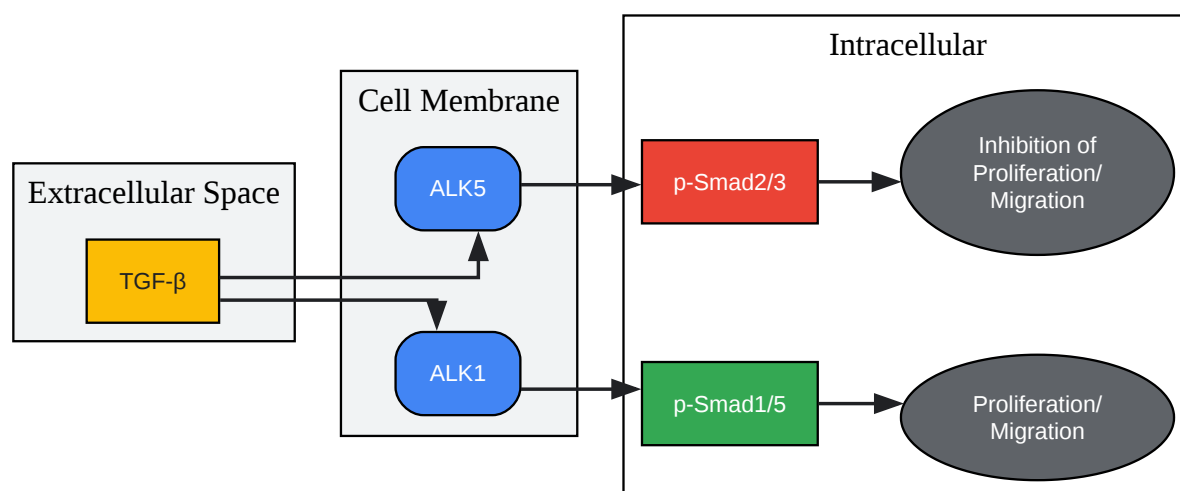 Intracellular
Cell Membrane
Extracellular Space
TGF-β
ALK5
ALK1
p-Smad2/3
p-Smad1/5
Inhibition of
Proliferation/
Migration
Proliferation/
Migration